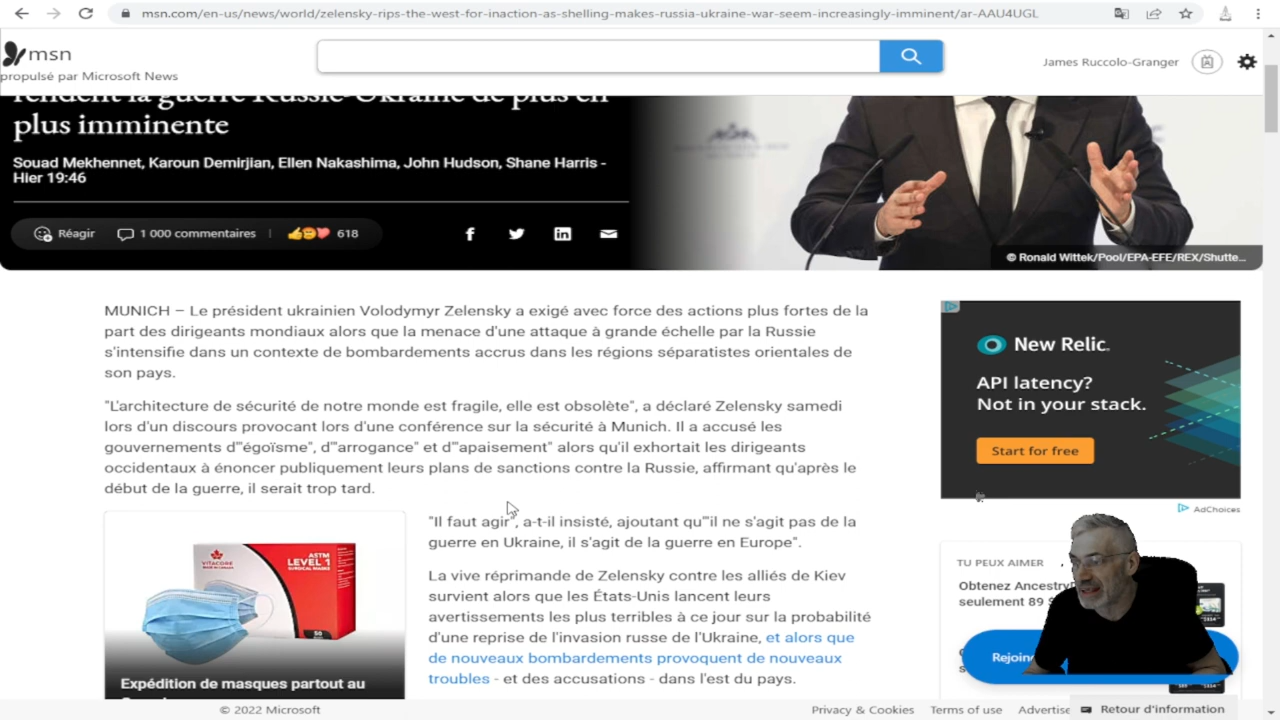 msn.com/en-us/news/world/zelensky-rips-the-west-for-inaction-as-shelling-makes-russia-ukraine-war-seem-increasingly-imminent/ar-AAU4UGL
msn
propulsé par Microsoft News
James Ruccolo-Granger
rendent la guerre Russie-Ukraine de plus en
plus imminente
Souad Mekhennet, Karoun Demirjian, Ellen Nakashima, John Hudson, Shane Harris -
Hier 19:46
Réagir
1 000 commentaires
618
© Ronald Wittek/Pool/EPA-EFE/REX/Shutte...
MUNICH – Le président ukrainien Volodymyr Zelensky a exigé avec force des actions plus fortes de la
part des dirigeants mondiaux alors que la menace d'une attaque à grande échelle par la Russie
s'intensifie dans un contexte de bombardements accrus dans les régions séparatistes orientales de
son pays.
"L'architecture de sécurité de notre monde est fragile, elle est obsolète", a déclaré Zelensky samedi
lors d'un discours provocant lors d'une conférence sur la sécurité à Munich. Il a accusé les
gouvernements d'"égoïsme", d'"arrogance" et d'"apaisement" alors qu'il exhortait les dirigeants
occidentaux à énoncer publiquement leurs plans de sanctions contre la Russie, affirmant qu'après le
début de la guerre, il serait trop tard.
"Il faut agir", a-t-il insisté, ajoutant qu'"il ne s'agit pas de la
guerre en Ukraine, il s'agit de la guerre en Europe".
La vive réprimande de Zelensky contre les alliés de Kiev
survient alors que les États-Unis lancent leurs
avertissements les plus terribles à ce jour sur la probabilité
d'une reprise de l'invasion russe de l'Ukraine, et alors que
de nouveaux bombardements provoquent de nouveaux
troubles - et des accusations - dans l'est du pays.
VITACORE
ASTM
LEVEL 1
SURGICAL MASKS
50
Expédition de masques partout au
New Relic.
API latency?
Not in your stack.
Start for free
AdChoices
TU PEUX AIMER
Obtenez Ancestry
seulement 89 $
Rejoin
© 2022 Microsoft
Privacy & Cookies
Terms of use
Advertise
Retour d'information